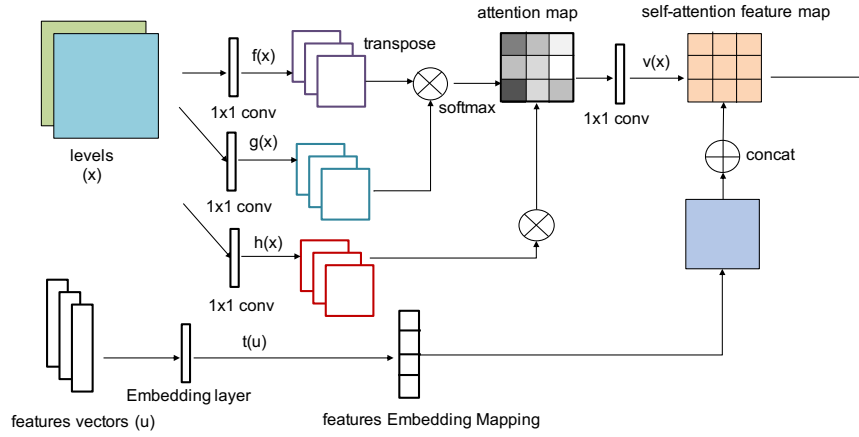 attention map
self-attention feature map
f(x)
transpose
v(x)
1x1 conv
softmax
1x1 conv
levels
(x)
g(x)
concat
1x1 conv
h(x)
1x1 conv
t(u)
Embedding layer
features vectors (u)
features Embedding Mapping